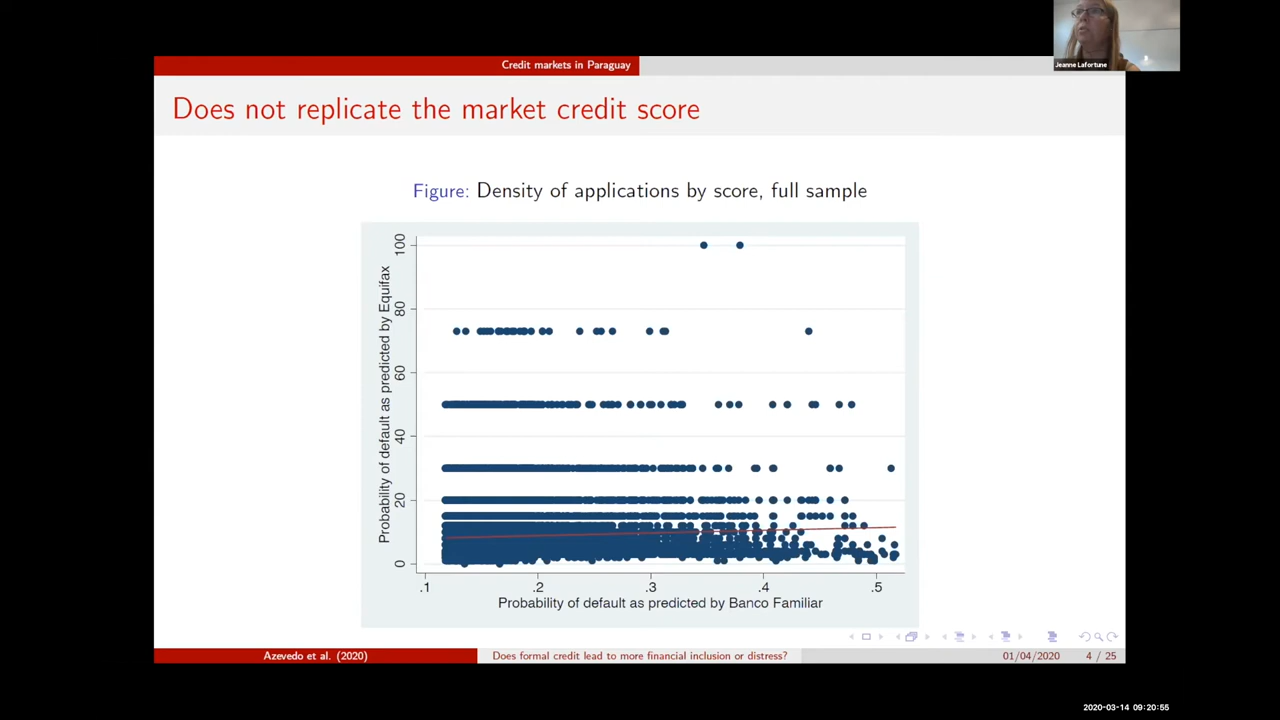 Jeanne Lafortune
Credit markets in Paraguay
Does not replicate the market credit score
Figure: Density of applications by score, full sample
Probability of default as predicted by Equifax
100
80
60
40
20
0
.1 .2 .3 .4 .5
Probability of default as predicted by Banco Familiar
Azevedo et al. (2020) Does formal credit lead to more financial inclusion or distress? 01/04/2020 4 / 25
2020-03-14 09:20:55